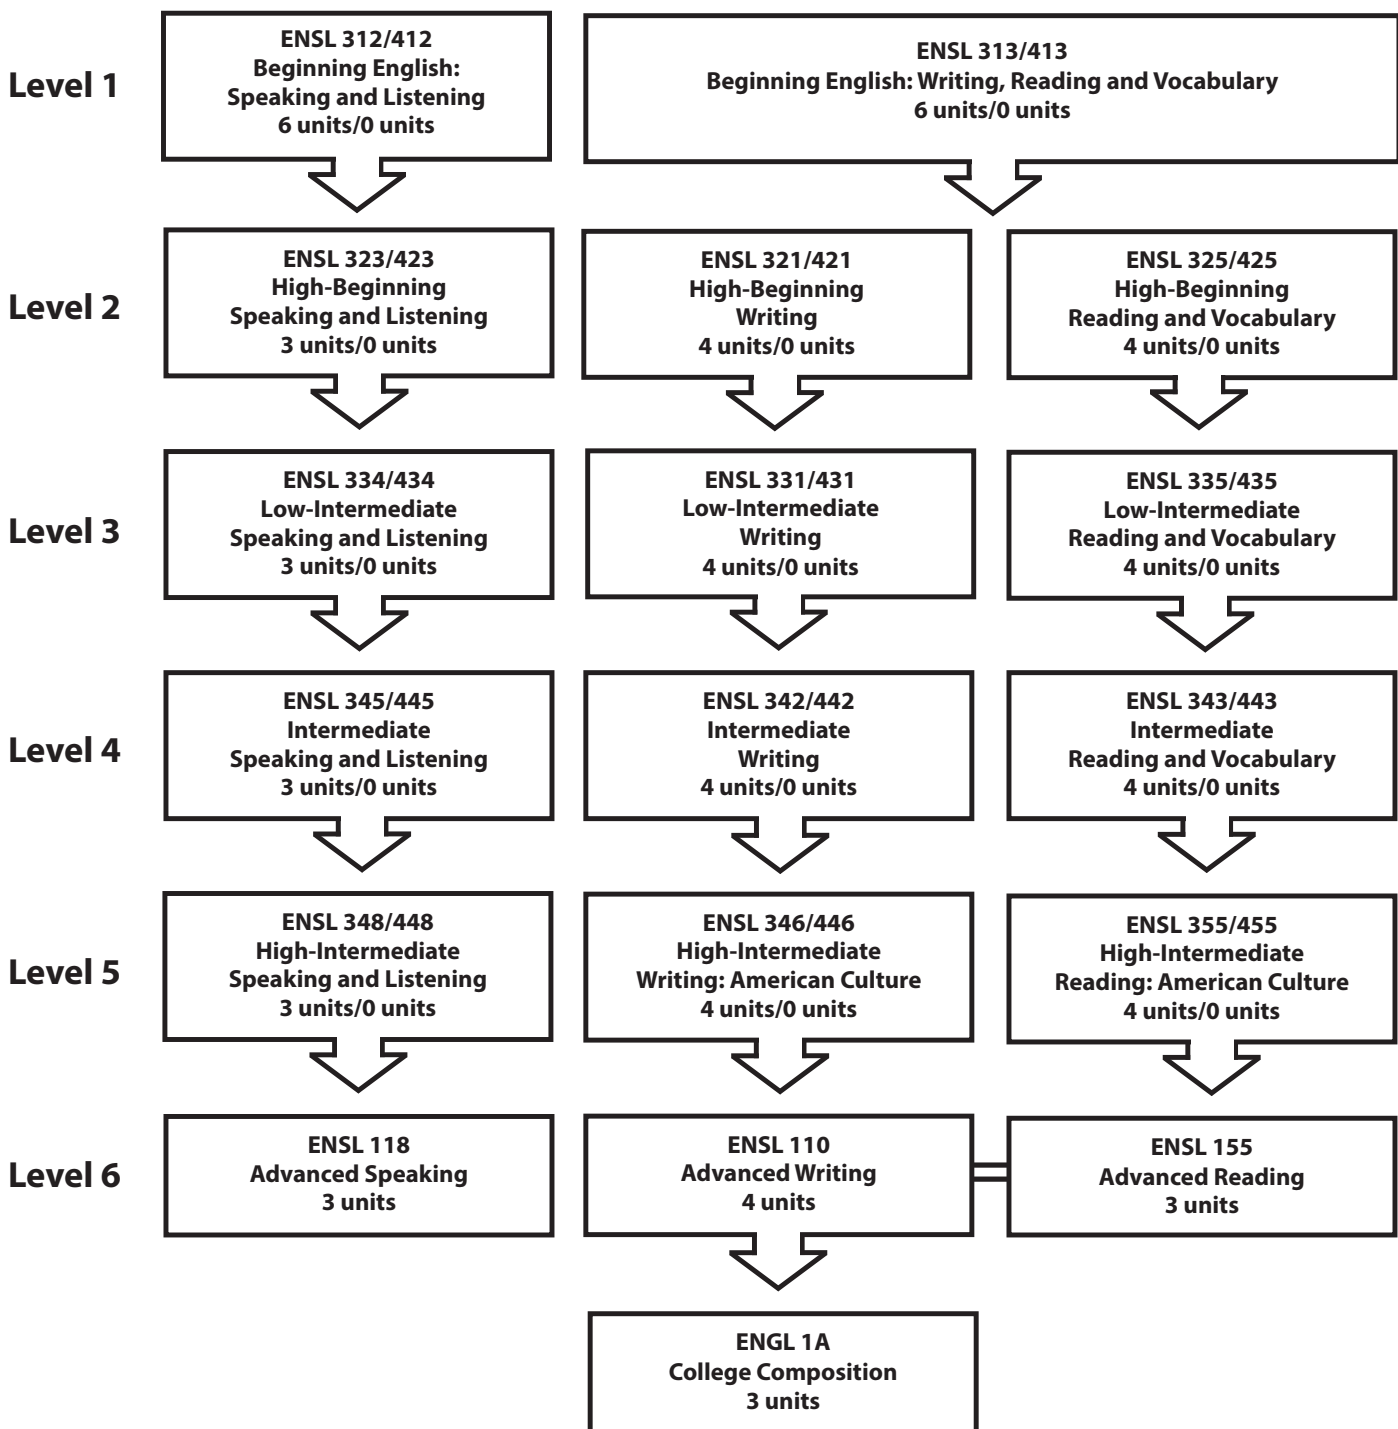 Level 1
ENSL 312/412
Beginning English:
Speaking and Listening
6 units/0 units
ENSL 313/413
Beginning English: Writing, Reading and Vocabulary
6 units/0 units
Level 2
ENSL 323/423
High-Beginning
Speaking and Listening
3 units/0 units
ENSL 321/421
High-Beginning
Writing
4 units/0 units
ENSL 325/425
High-Beginning
Reading and Vocabulary
4 units/0 units
Level 3
ENSL 334/434
Low-Intermediate
Speaking and Listening
3 units/0 units
ENSL 331/431
Low-Intermediate
Writing
4 units/0 units
ENSL 335/435
Low-Intermediate
Reading and Vocabulary
4 units/0 units
Level 4
ENSL 345/445
Intermediate
Speaking and Listening
3 units/0 units
ENSL 342/442
Intermediate
Writing
4 units/0 units
ENSL 343/443
Intermediate
Reading and Vocabulary
4 units/0 units
Level 5
ENSL 348/448
High-Intermediate
Speaking and Listening
3 units/0 units
ENSL 346/446
High-Intermediate
Writing: American Culture
4 units/0 units
ENSL 355/455
High-Intermediate
Reading: American Culture
4 units/0 units
Level 6
ENSL 118
Advanced Speaking
3 units
ENSL 110
Advanced Writing
4 units
ENSL 155
Advanced Reading
3 units
ENGL 1A
College Composition
3 units